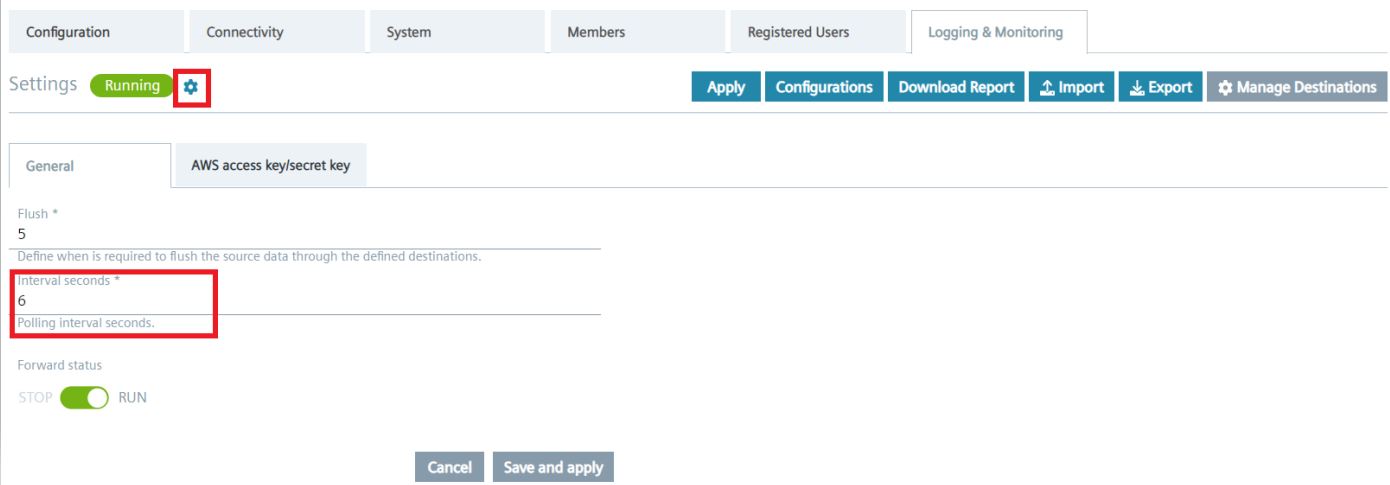 Configuration Connectivity System Members Registered Users Logging & Monitoring
Settings Running Apply Configurations Download Report Import Export Manage Destinations
General AWS access key/secret key
Flush *
5
Define when is required to flush the source data through the defined destinations.
Interval seconds *
6
Polling interval seconds.
Forward status
STOP RUN
Cancel Save and apply